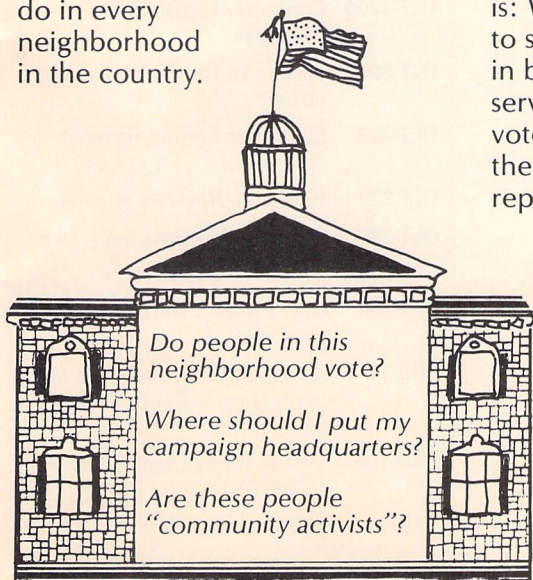 do in every
neighborhood
in the country.
is: W
to s
in b
serv
vote
the
rep
Do people in this
neighborhood vote?
Where should I put my
campaign headquarters?
Are these people
"community activists"?